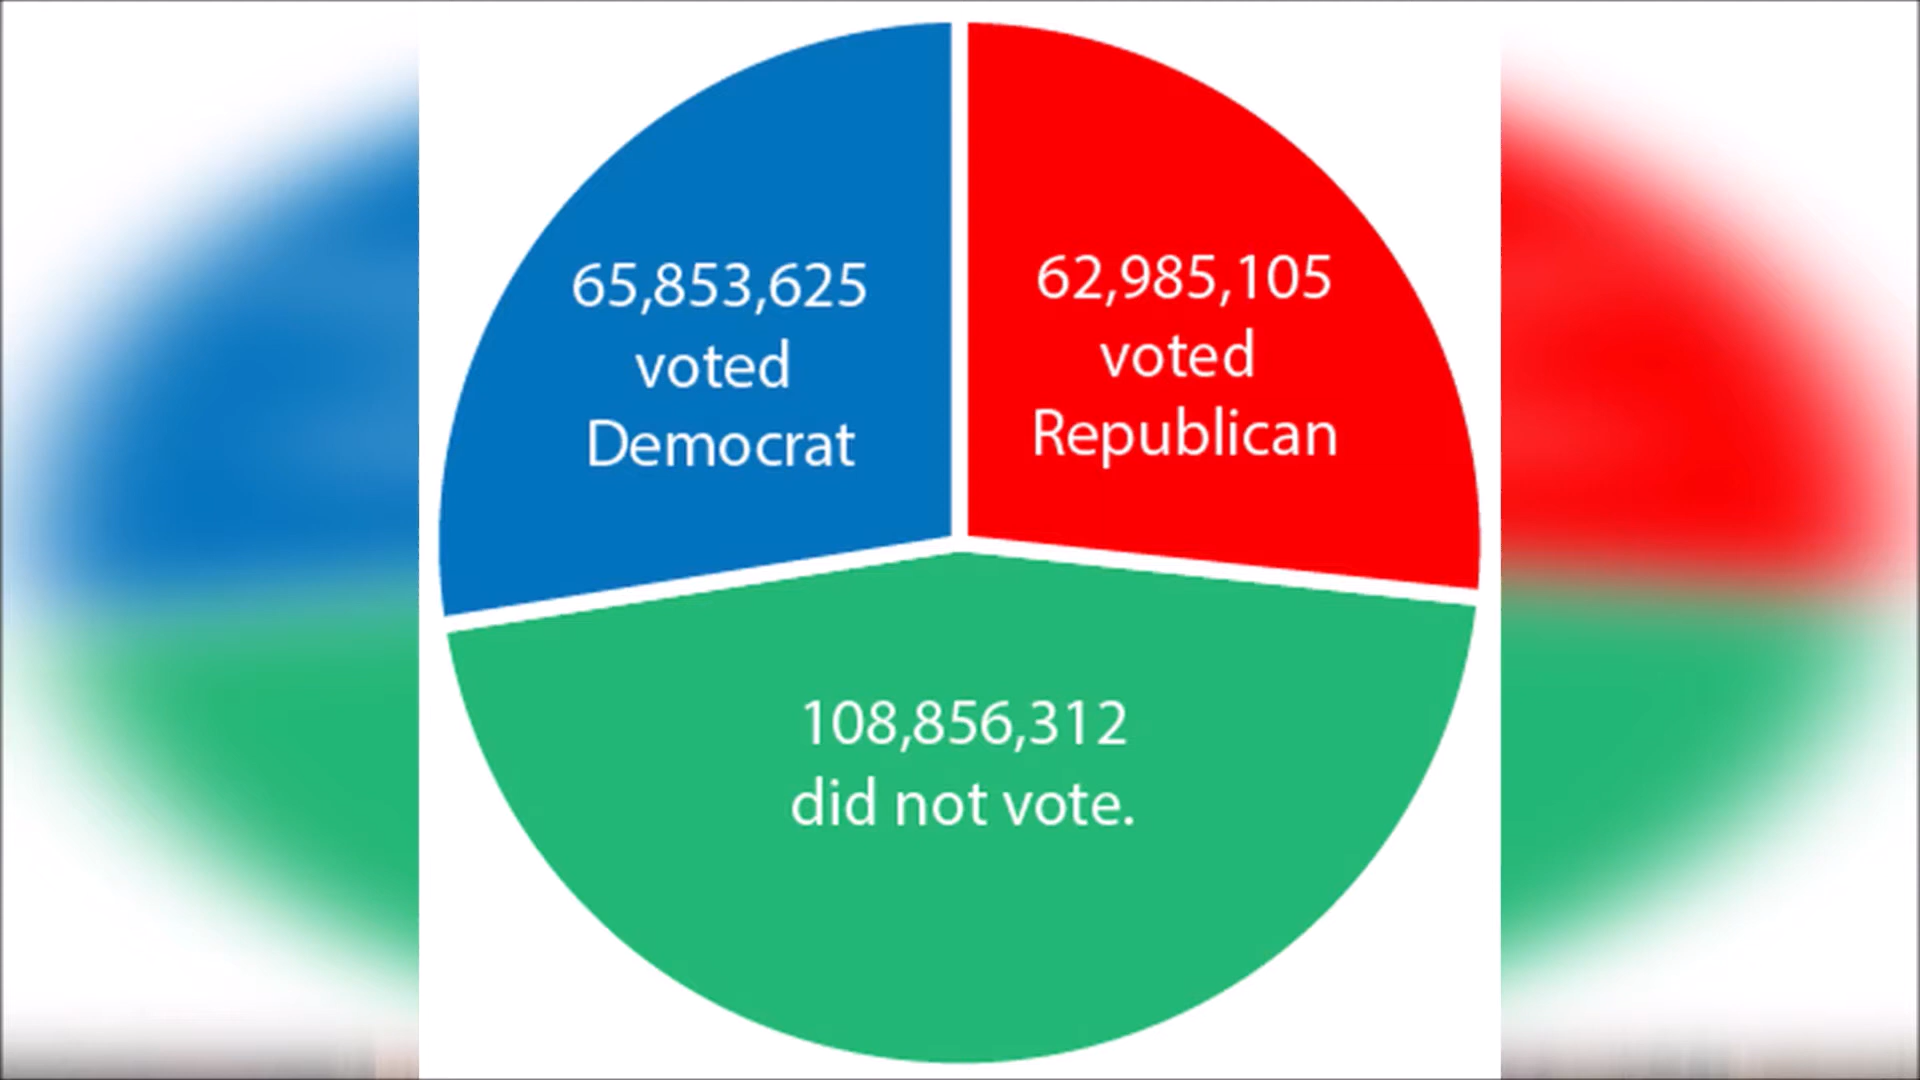 65,853,625
voted
Democrat
62,985,105
voted
Republican
108,856,312
did not vote.